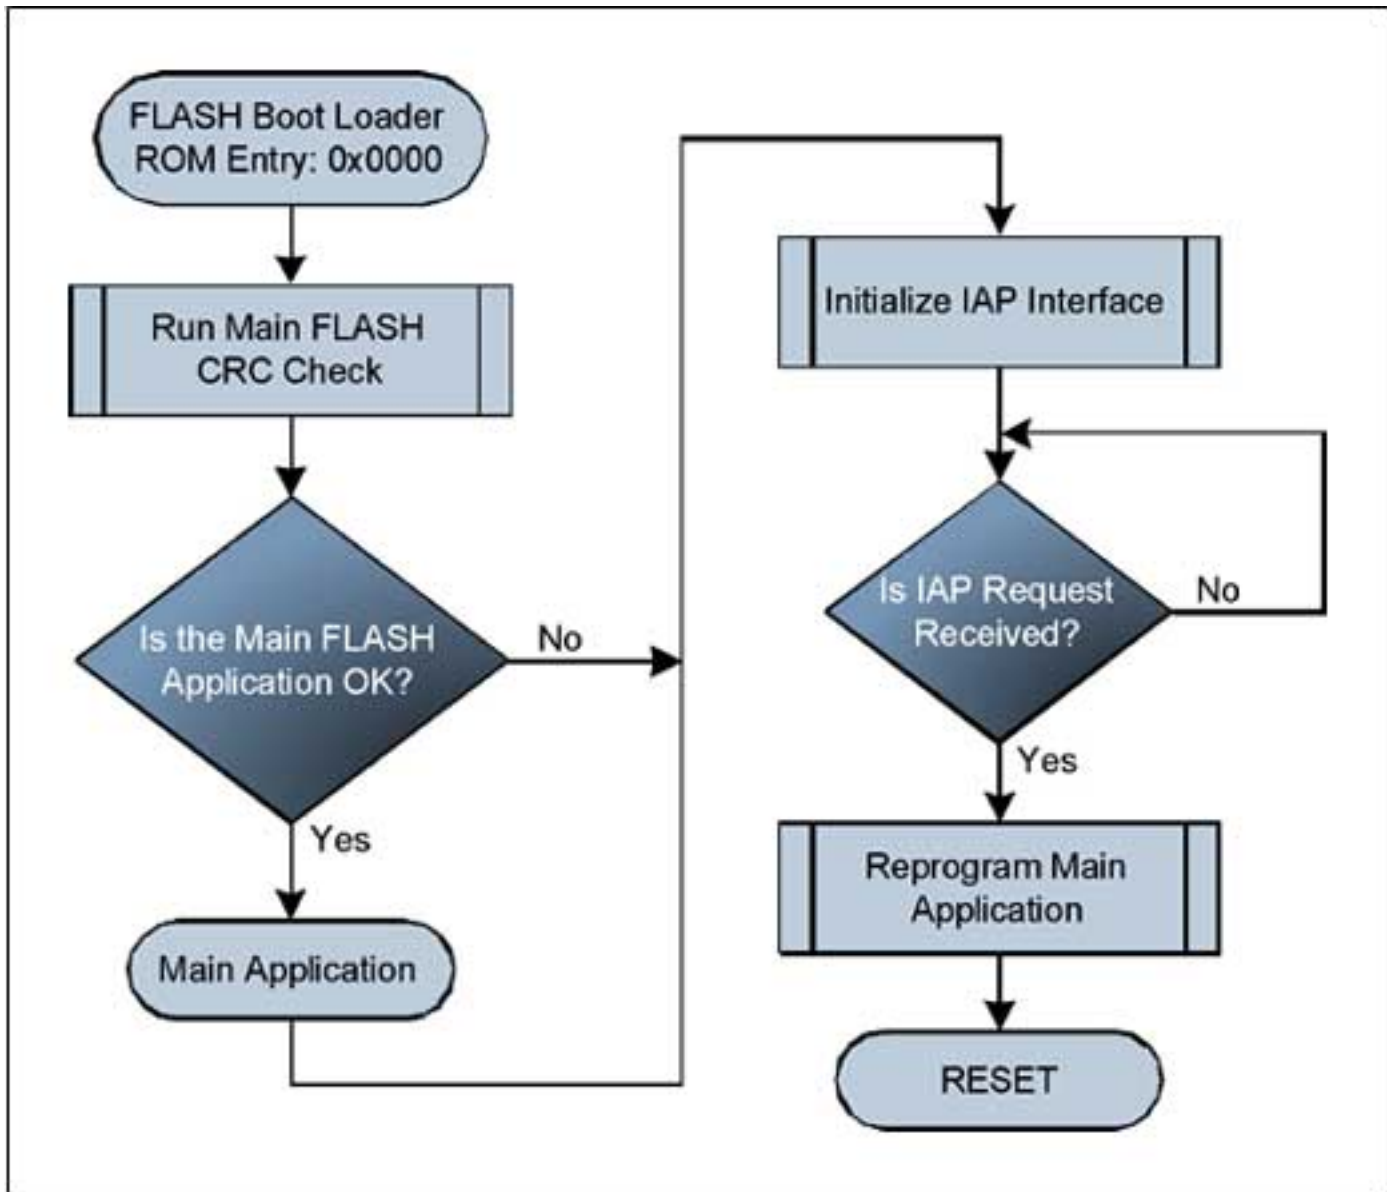 FLASH Boot Loader
ROM Entry: 0x0000
Run Main FLASH
CRC Check
Is the Main FLASH
Application OK?
No
Yes
Main Application
Initialize IAP Interface
Is IAP Request
Received?
No
Yes
Reprogram Main
Application
RESET